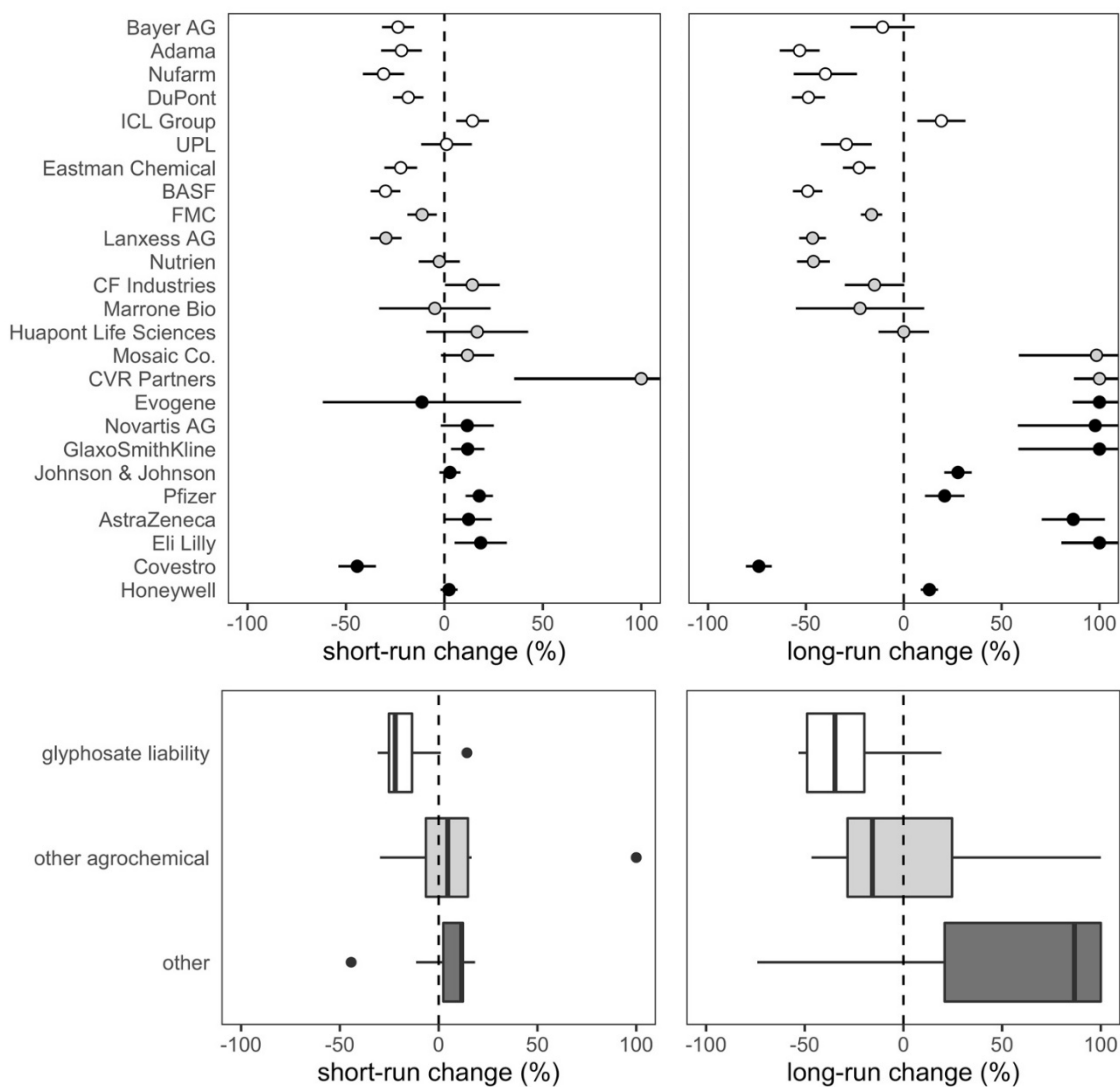 Bayer AG
Adama
Nufarm
DuPont
ICL Group
UPL
Eastman Chemical
BASF
FMC
Lanxess AG
Nutrien
CF Industries
Marrone Bio
Huapont Life Sciences
Mosaic Co.
CVR Partners
Evogene
Novartis AG
GlaxoSmithKline
Johnson & Johnson
Pfizer
AstraZeneca
Eli Lilly
Covestro
Honeywell
-100 -50 0 50 100
short-run change (%)
-100 -50 0 50 100
long-run change (%)
glyphosate liability
other agrochemical
other
-100 -50 0 50 100
short-run change (%)
-100 -50 0 50 100
long-run change (%)